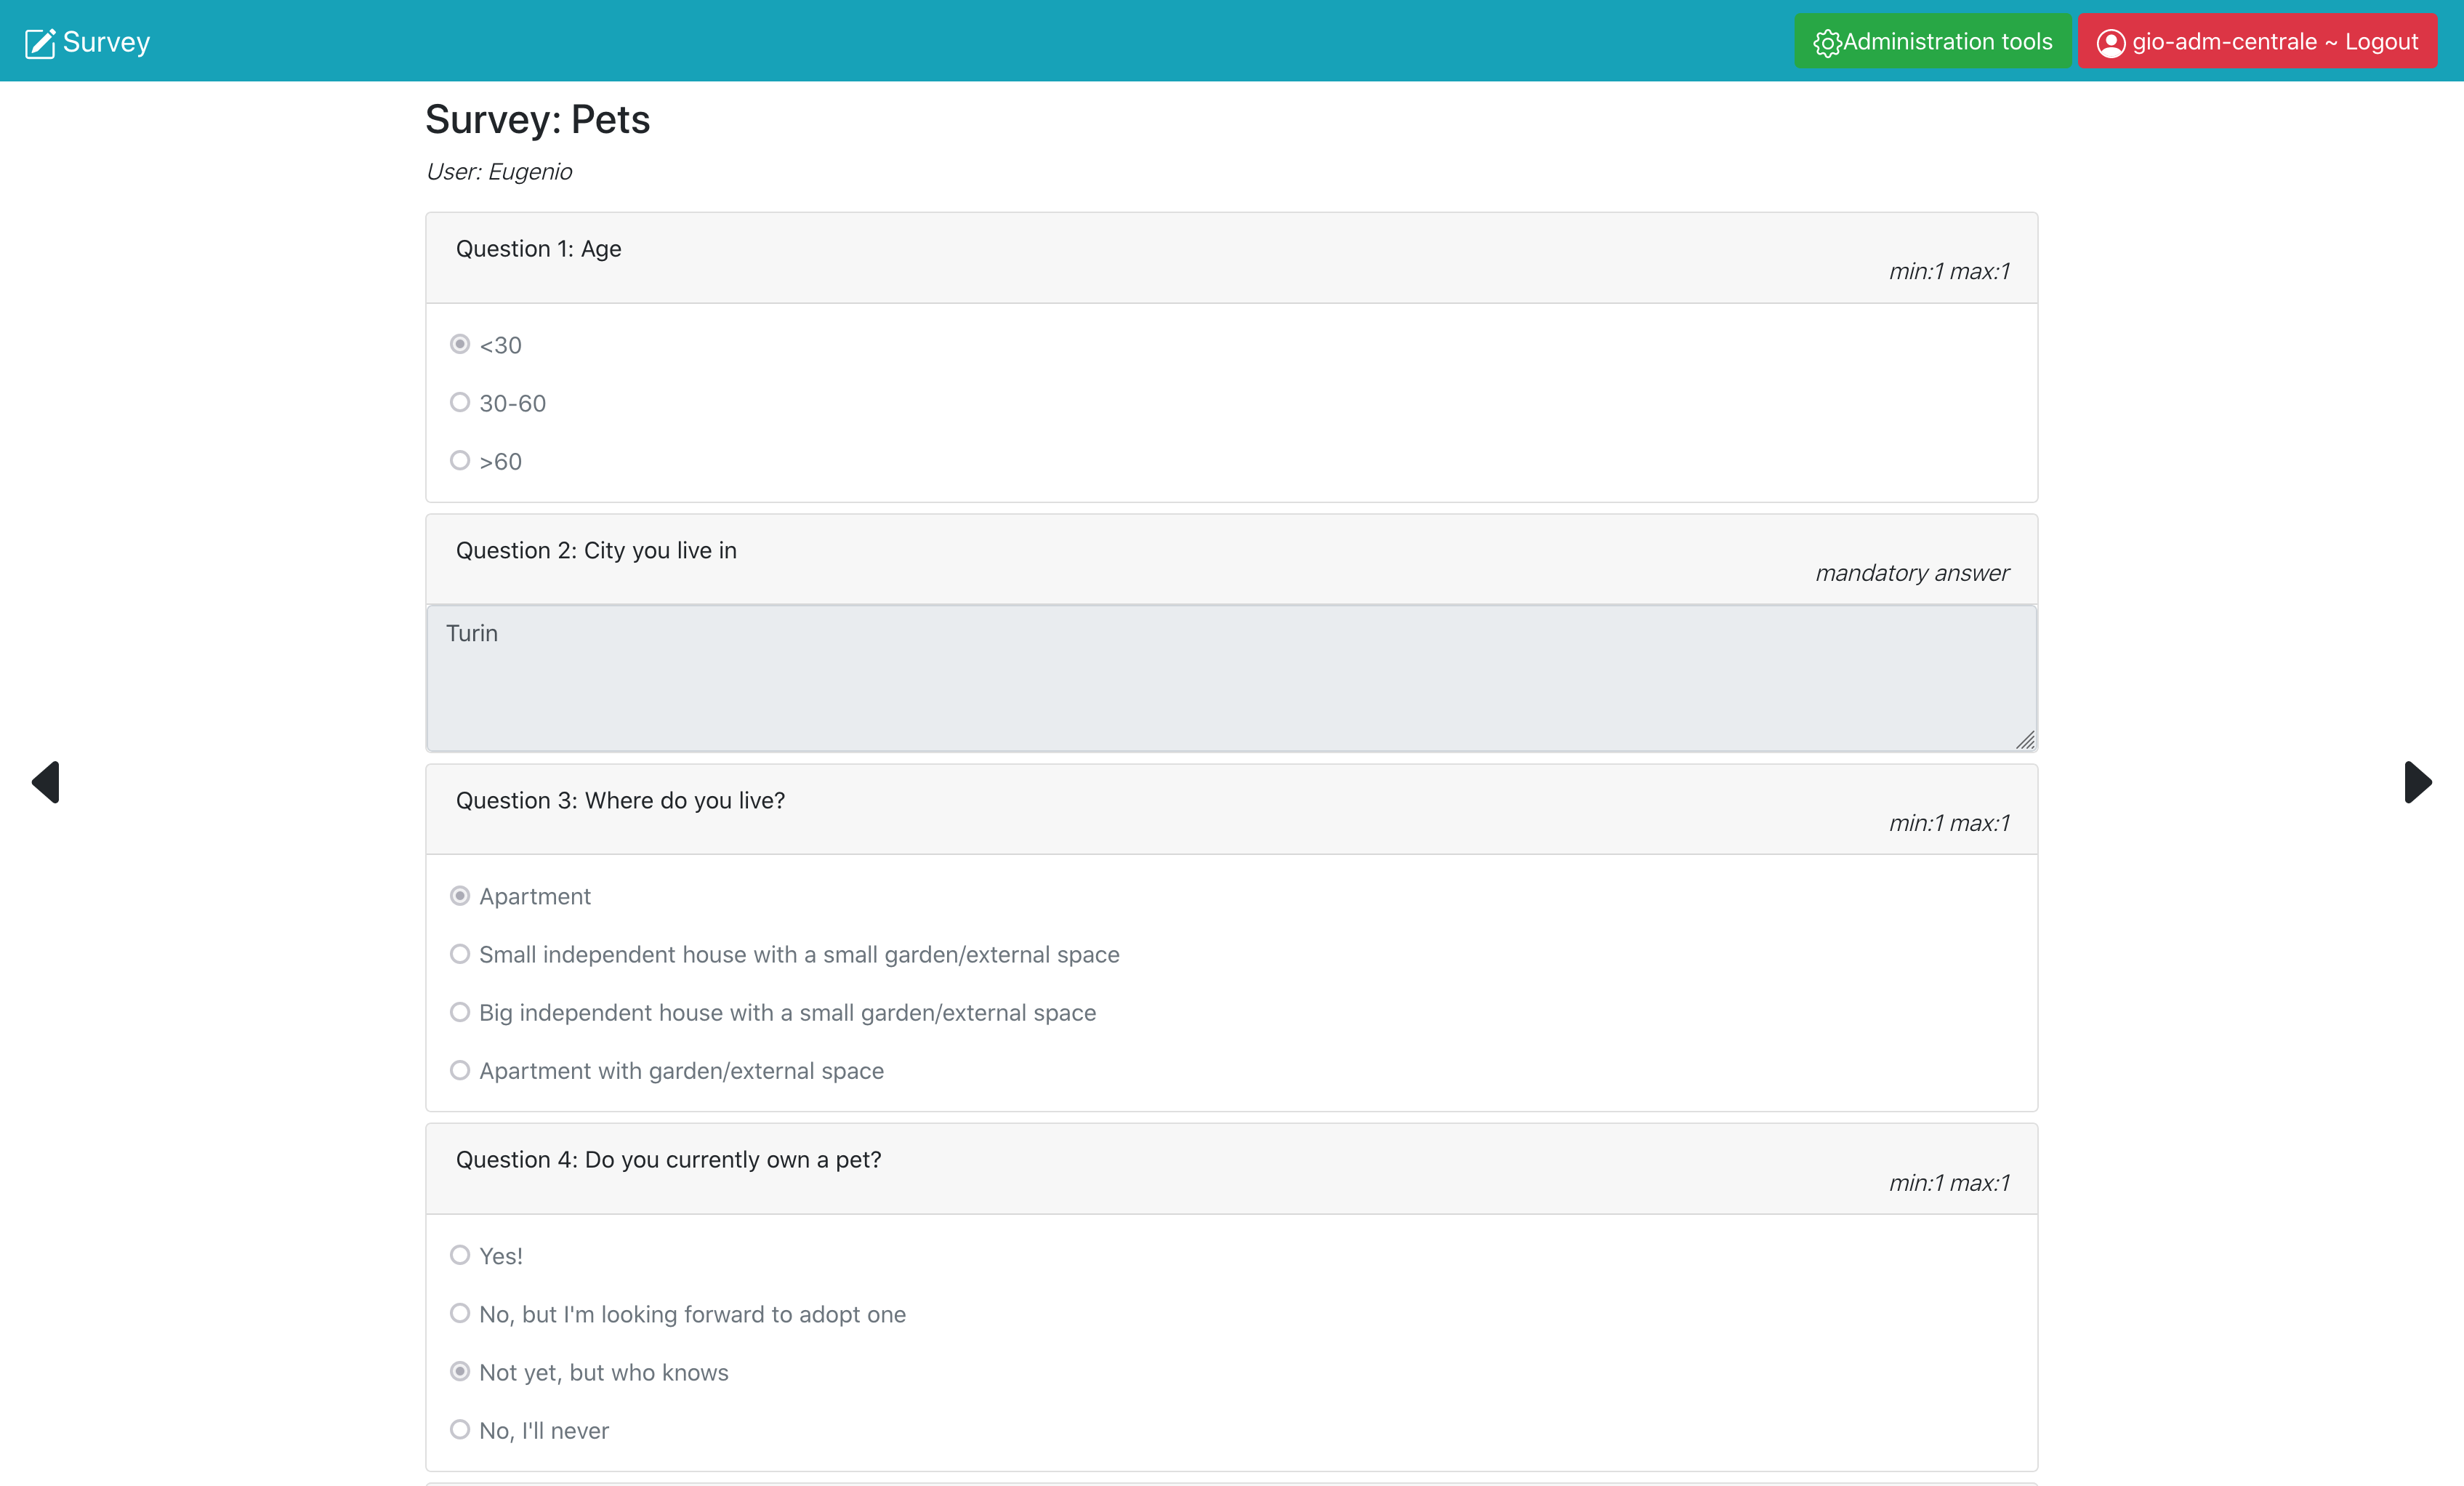 Survey
Administration tools
gio-adm-centrale ~ Logout
Survey: Pets
User: Eugenio
Question 1: Age
min:1 max:1
<30
30-60
>60
Question 2: City you live in
mandatory answer
Turin
Question 3: Where do you live?
min:1 max:1
Apartment
Small independent house with a small garden/external space
Big independent house with a small garden/external space
Apartment with garden/external space
Question 4: Do you currently own a pet?
min:1 max:1
Yes!
No, but I'm looking forward to adopt one
Not yet, but who knows
No, I'll never